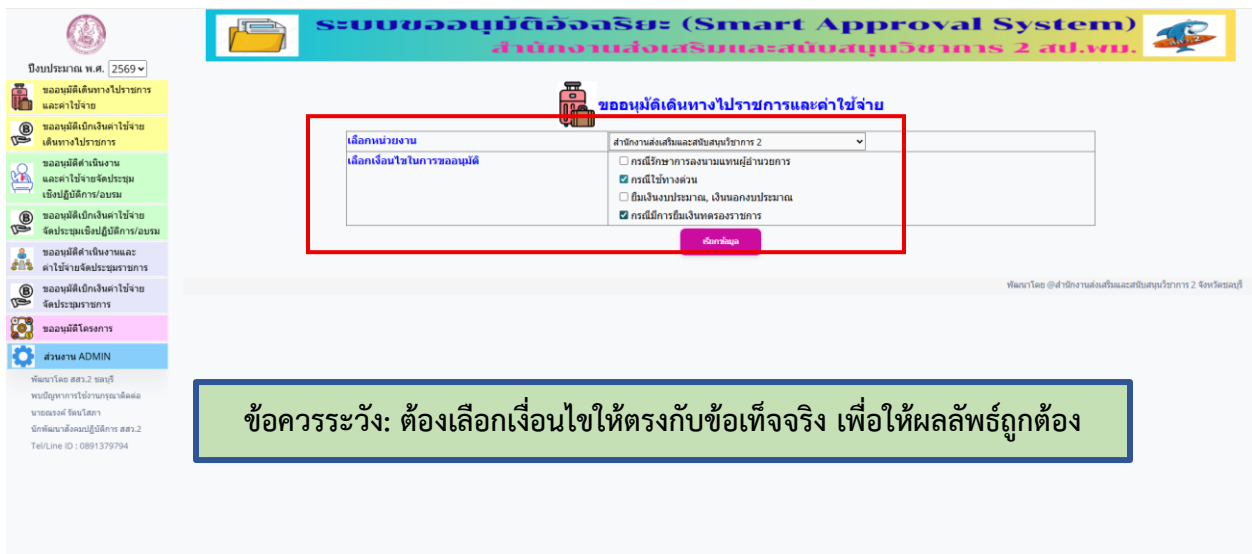 ระบบขออนุมัติอัจฉริยะ (Smart Approval System)
สำนักงานส่งเสริมและสนับสนุนวิชาการ 2 สป.พม.
ปีงบประมาณ พ.ศ. 2569
ขออนุมัติเดินทางไปราชการ
และค่าใช้จ่าย
ขออนุมัติเบิกเงินค่าใช้จ่าย
เดินทางไปราชการ
ขออนุมัติดำเนินงาน
และค่าใช้จ่ายจัดประชุม
เชิงปฏิบัติการ/อบรม
ขออนุมัติเบิกเงินค่าใช้จ่าย
จัดประชุมเชิงปฏิบัติการ/อบรม
ขออนุมัติดำเนินงานและ
ค่าใช้จ่ายจัดประชุมราชการ
ขออนุมัติเบิกเงินค่าใช้จ่าย
จัดประชุมราชการ
ขออนุมัติโครงการ
ส่วนงาน ADMIN
พัฒนาโดย สสว.2 ชลบุรี
พบปัญหาการใช้งานกรุณาติดต่อ
นายณรงค์ รัตนโสภา
นักพัฒนาสังคมปฏิบัติการ สสว.2
Tel/Line ID : 0891379794
ขออนุมัติเดินทางไปราชการและค่าใช้จ่าย
เลือกหน่วยงาน สำนักงานส่งเสริมและสนับสนุนวิชาการ 2
เลือกเงื่อนไขในการขออนุมัติ กรณีรักษาการลงนามแทนผู้อำนวยการ
กรณีใช้ทางด่วน
ยืมเงินงบประมาณ, เงินนอกงบประมาณ
กรณีมีการยืมเงินทดรองราชการ
เรียกข้อมูล
พัฒนาโดย @สำนักงานส่งเสริมและสนับสนุนวิชาการ 2 จังหวัดชลบุรี
ข้อควรระวัง: ต้องเลือกเงื่อนไขให้ตรงกับข้อเท็จจริง เพื่อให้ผลลัพธ์ถูกต้อง